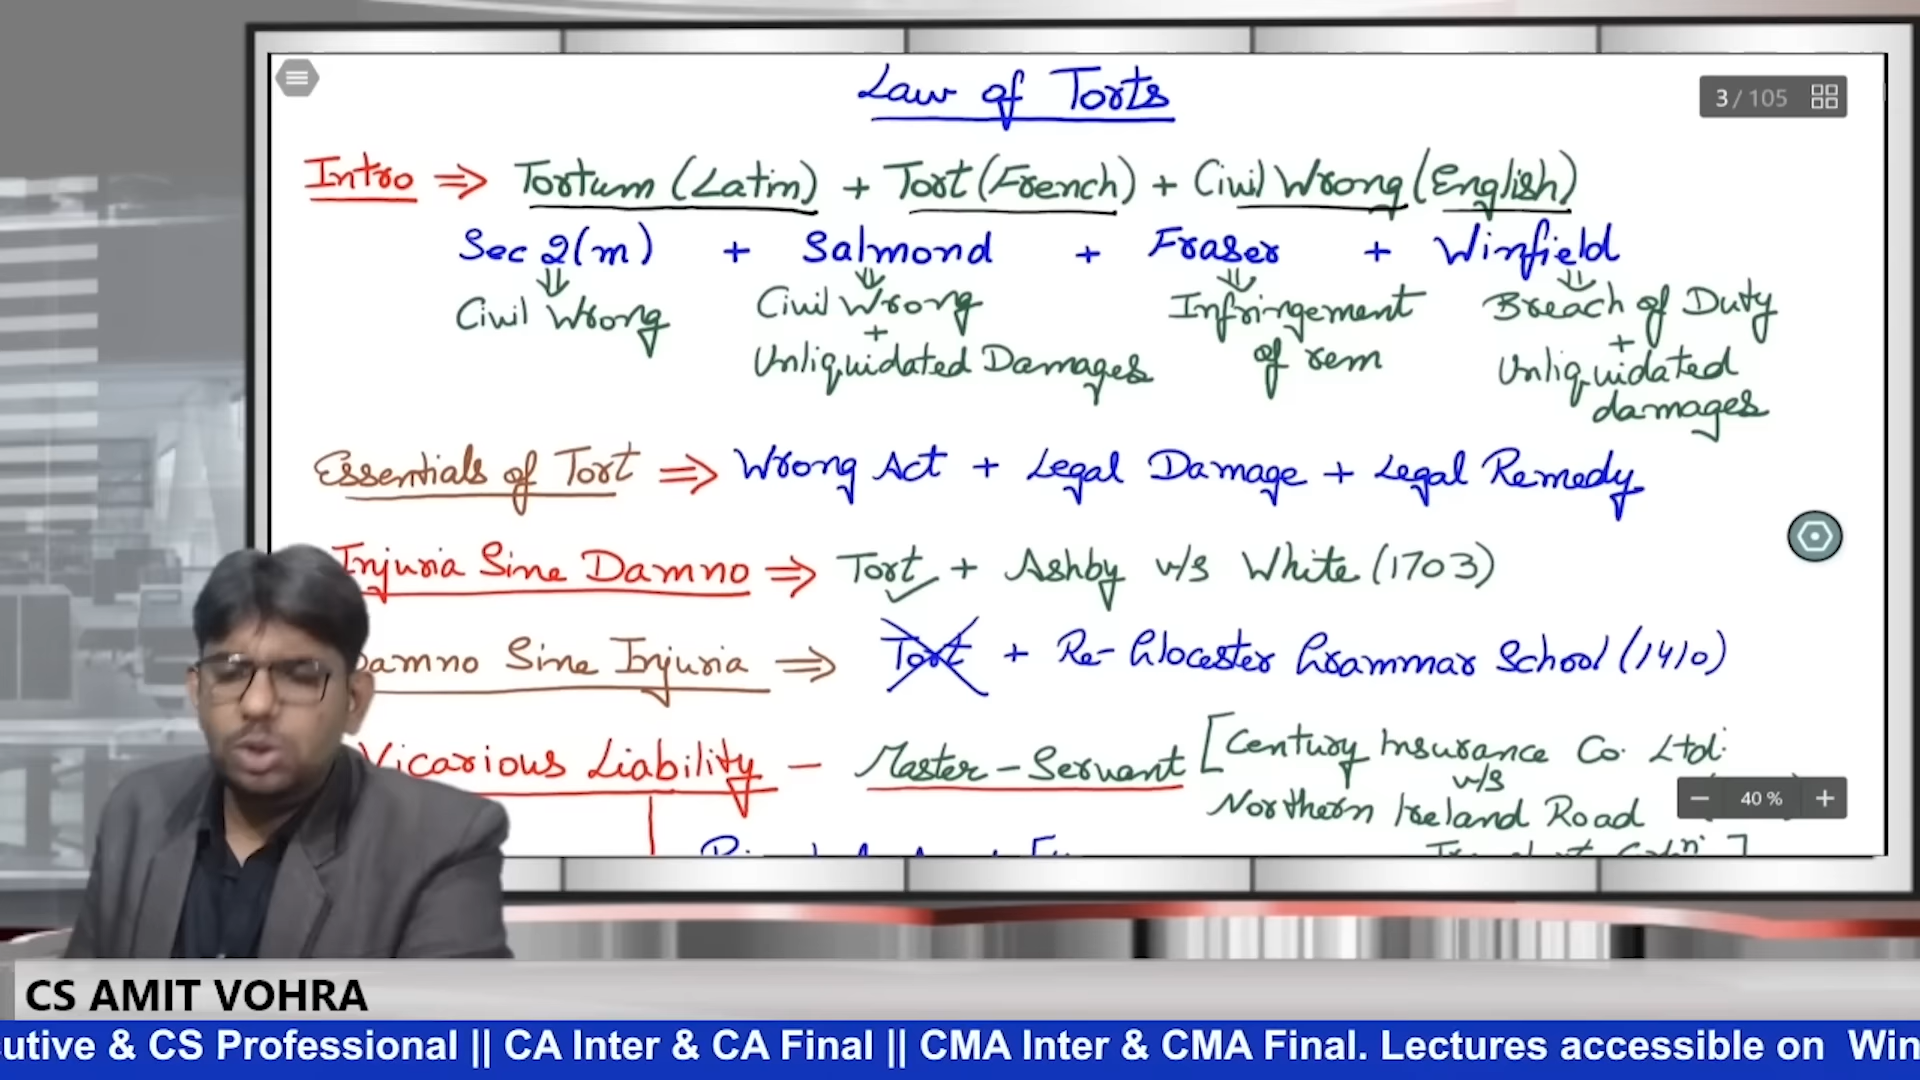 Law of Torts
3 / 105
Intro ⇒ Tortum (Latin) + Tort (French) + Civil Wrong (English)
Sec 2(m) + Salmond + Fraser + Winfield
Civil Wrong
Civil Wrong
+
Unliquidated Damages
Infringement
of rem
Breach of Duty
+
Unliquidated
damages
Essentials of Tort ⇒ Wrong Act + Legal Damage + Legal Remedy
Injuria Sine Damno ⇒ Tort + Ashby v/s White (1703)
Damno Sine Injuria ⇒ Tort + Re- Glocester Grammar School (1410)
Vicarious Liability - Master-Servant [Century Insurance Co. Ltd.
v/s
Northern Ireland Road
40 %
CS AMIT VOHRA
utive & CS Professional || CA Inter & CA Final || CMA Inter & CMA Final. Lectures accessible on Win